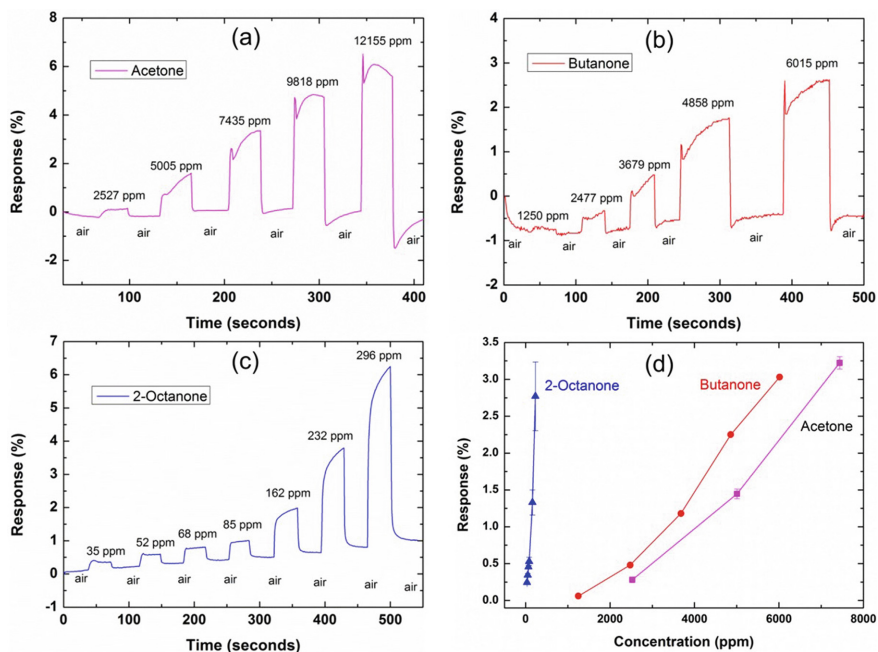 (a)
Acetone
2527 ppm
5005 ppm
7435 ppm
9818 ppm
12155 ppm
air
air
air
air
air
air
8
6
4
2
0
-2
Response (%)
100
200
300
400
Time (seconds)
(b)
Butanone
1250 ppm
2477 ppm
3679 ppm
4858 ppm
6015 ppm
air
air
air
air
air
air
4
3
2
1
0
-1
-2
Response (%)
0
100
200
300
400
500
Time (seconds)
(c)
2-Octanone
35 ppm
52 ppm
68 ppm
85 ppm
162 ppm
232 ppm
296 ppm
air
air
air
air
air
air
air
air
7
6
5
4
3
2
1
0
-1
Response (%)
0
100
200
300
400
500
Time (seconds)
(d)
2-Octanone
Butanone
Acetone
3.5
3.0
2.5
2.0
1.5
1.0
0.5
0.0
Response (%)
0
2000
4000
6000
8000
Concentration (ppm)